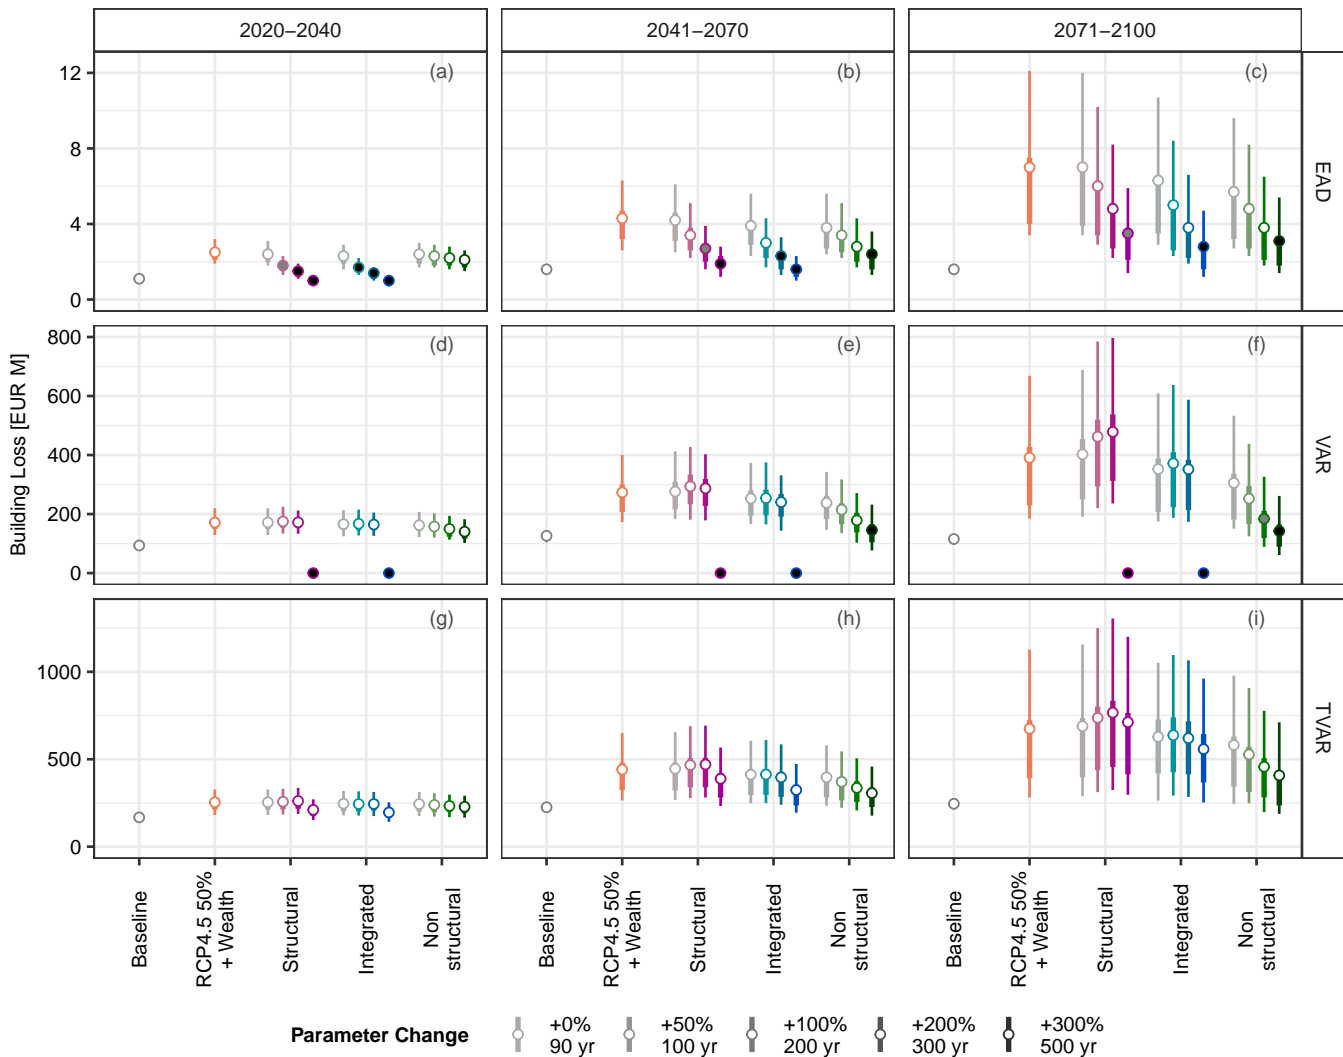 2020–2040
2041–2070
2071–2100
(a)
(b)
(c)
12
8
4
0
EAD
(d)
(e)
(f)
800
600
400
200
0
VAR
Building Loss [EUR M]
(g)
(h)
(i)
1000
500
0
TVAR
Baseline
RCP4.5 50%
+ Wealth
Structural
Integrated
Non
structural
Baseline
RCP4.5 50%
+ Wealth
Structural
Integrated
Non
structural
Baseline
RCP4.5 50%
+ Wealth
Structural
Integrated
Non
structural
Parameter Change
+0%
90 yr
+50%
100 yr
+100%
200 yr
+200%
300 yr
+300%
500 yr